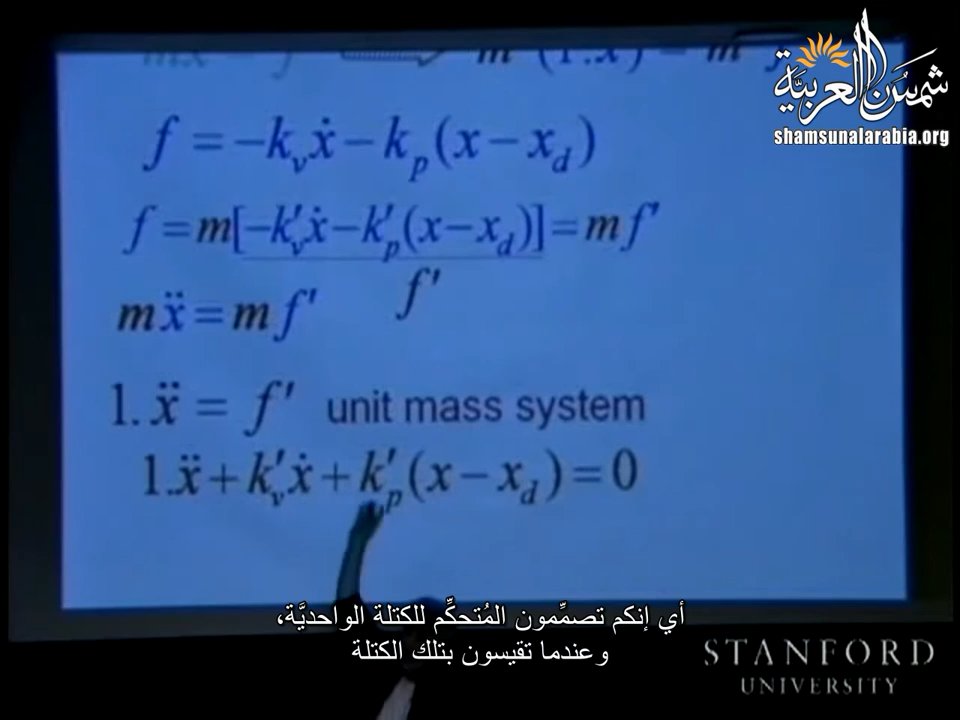 شمس العربية
shamsunalarabia.org
f = −k_v ẋ − k_p (x − x_d)
f = m[−k′_v ẋ − k′_p (x − x_d)] = m f′
f′
mẍ = m f′
1.ẍ = f′ unit mass system
1.ẍ + k′_v ẋ + k′_p (x − x_d) = 0
أي إنكم تصمِّمون المُتحكِّم للكتلة الواحديَّة،
وعندما تقيسون بتلك الكتلة
STANFORD
UNIVERSITY